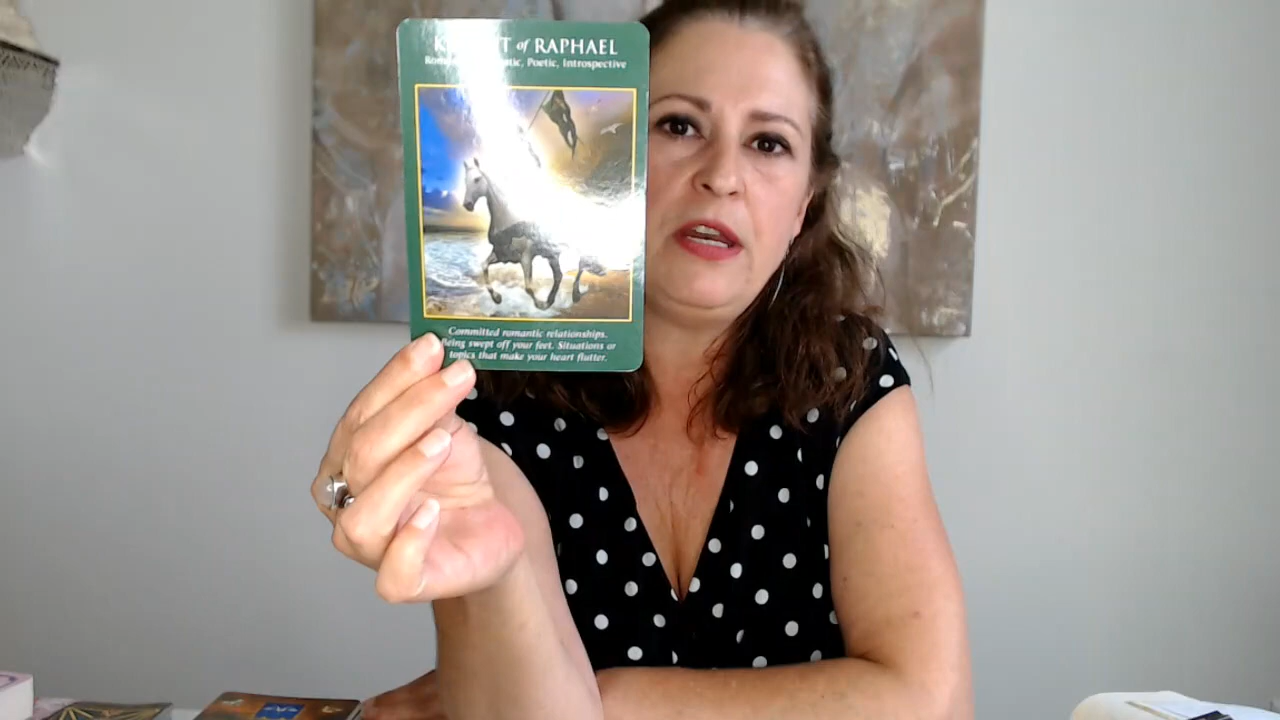 of RAPHAEL
Poetic, Introspective
Committed romantic relationships.
Being swept off your feet. Situations or
topics that make your heart flutter.